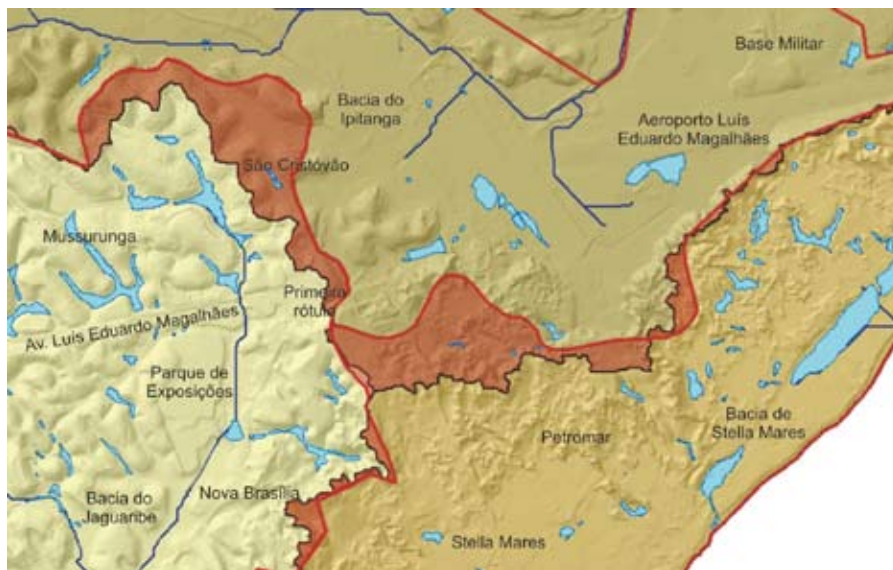 Base Militar
Bacia do
Ipitanga
Aeroporto Luís
Eduardo Magalhães
São Cristóvão
Mussurunga
Primeira
rótula
Av. Luís Eduardo Magalhães
Parque de
Exposições
Bacia de
Stella Mares
Petromar
Nova Brasília
Bacia do
Jaguaribe
Stella Mares